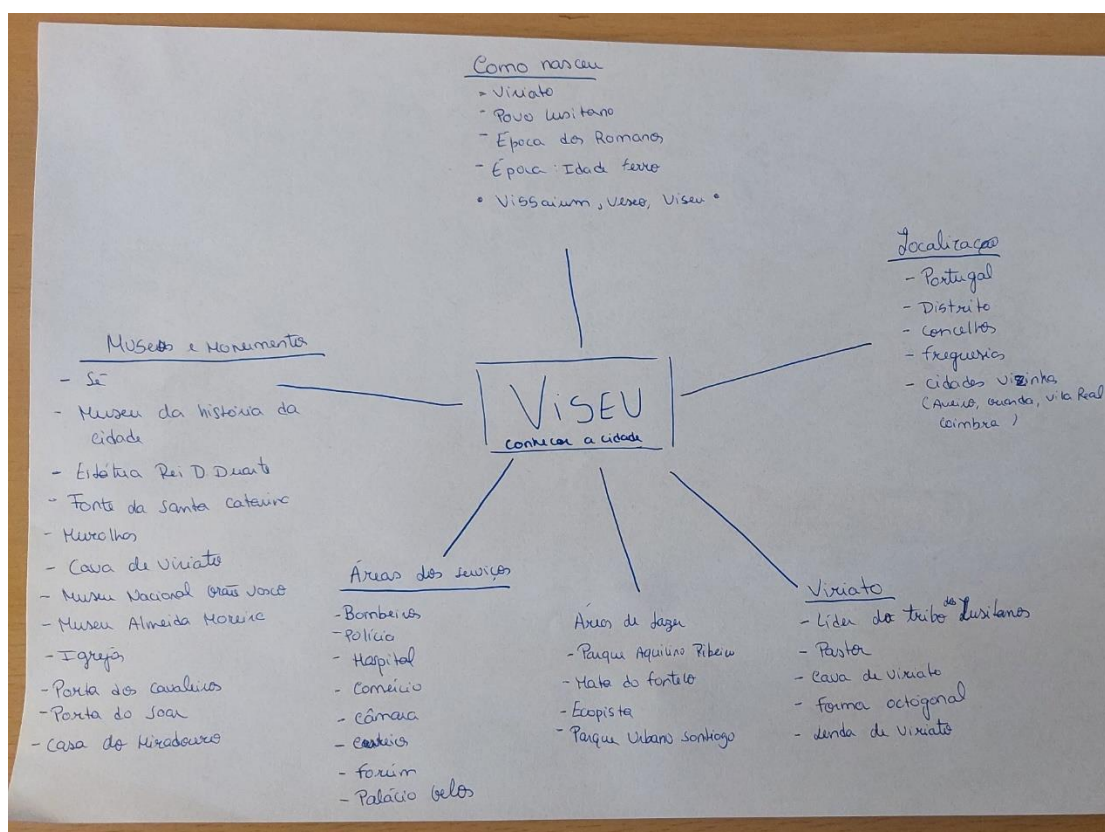 Como nasceu
- Viriato
- Povo Lusitano
- Época dos Romanos
- Época: Idade ferro
• Vissaium, Veseo, Viseu •
Localização
- Portugal
- Distrito
- Concelhos
- freguesias
- cidades vizinhas
(Aveiro, Guarda, Vila Real
Coimbra)
Museos e Monumentos
- Sé
- Museu da história da
cidade
- Estátua Rei D. Duarte
- Fonte da Santa Catarina
- Muralhas
- Cava de Viriato
- Museu Nacional Grão Vasco
- Museu Almeida Moreira
- Igrejas
- Porta dos Cavaleiros
- Porta do Soar
- Casa do Miradouro
VISEU
conhecer a cidade
Áreas dos serviços
- Bombeiros
- Polícia
- Hospital
- Comércio
- Câmara
- Correios
- Forúm
- Palácio Gelo
Áreas de lazer
- Parque Aquilino Ribeiro
- Mata do fontelo
- Ecopista
- Parque Urbano Santiago
Viriato
- Lider da tribo dos Lusitanos
- Pastor
- Cava de Viriato
- forma octogonal
- Lenda de Viriato